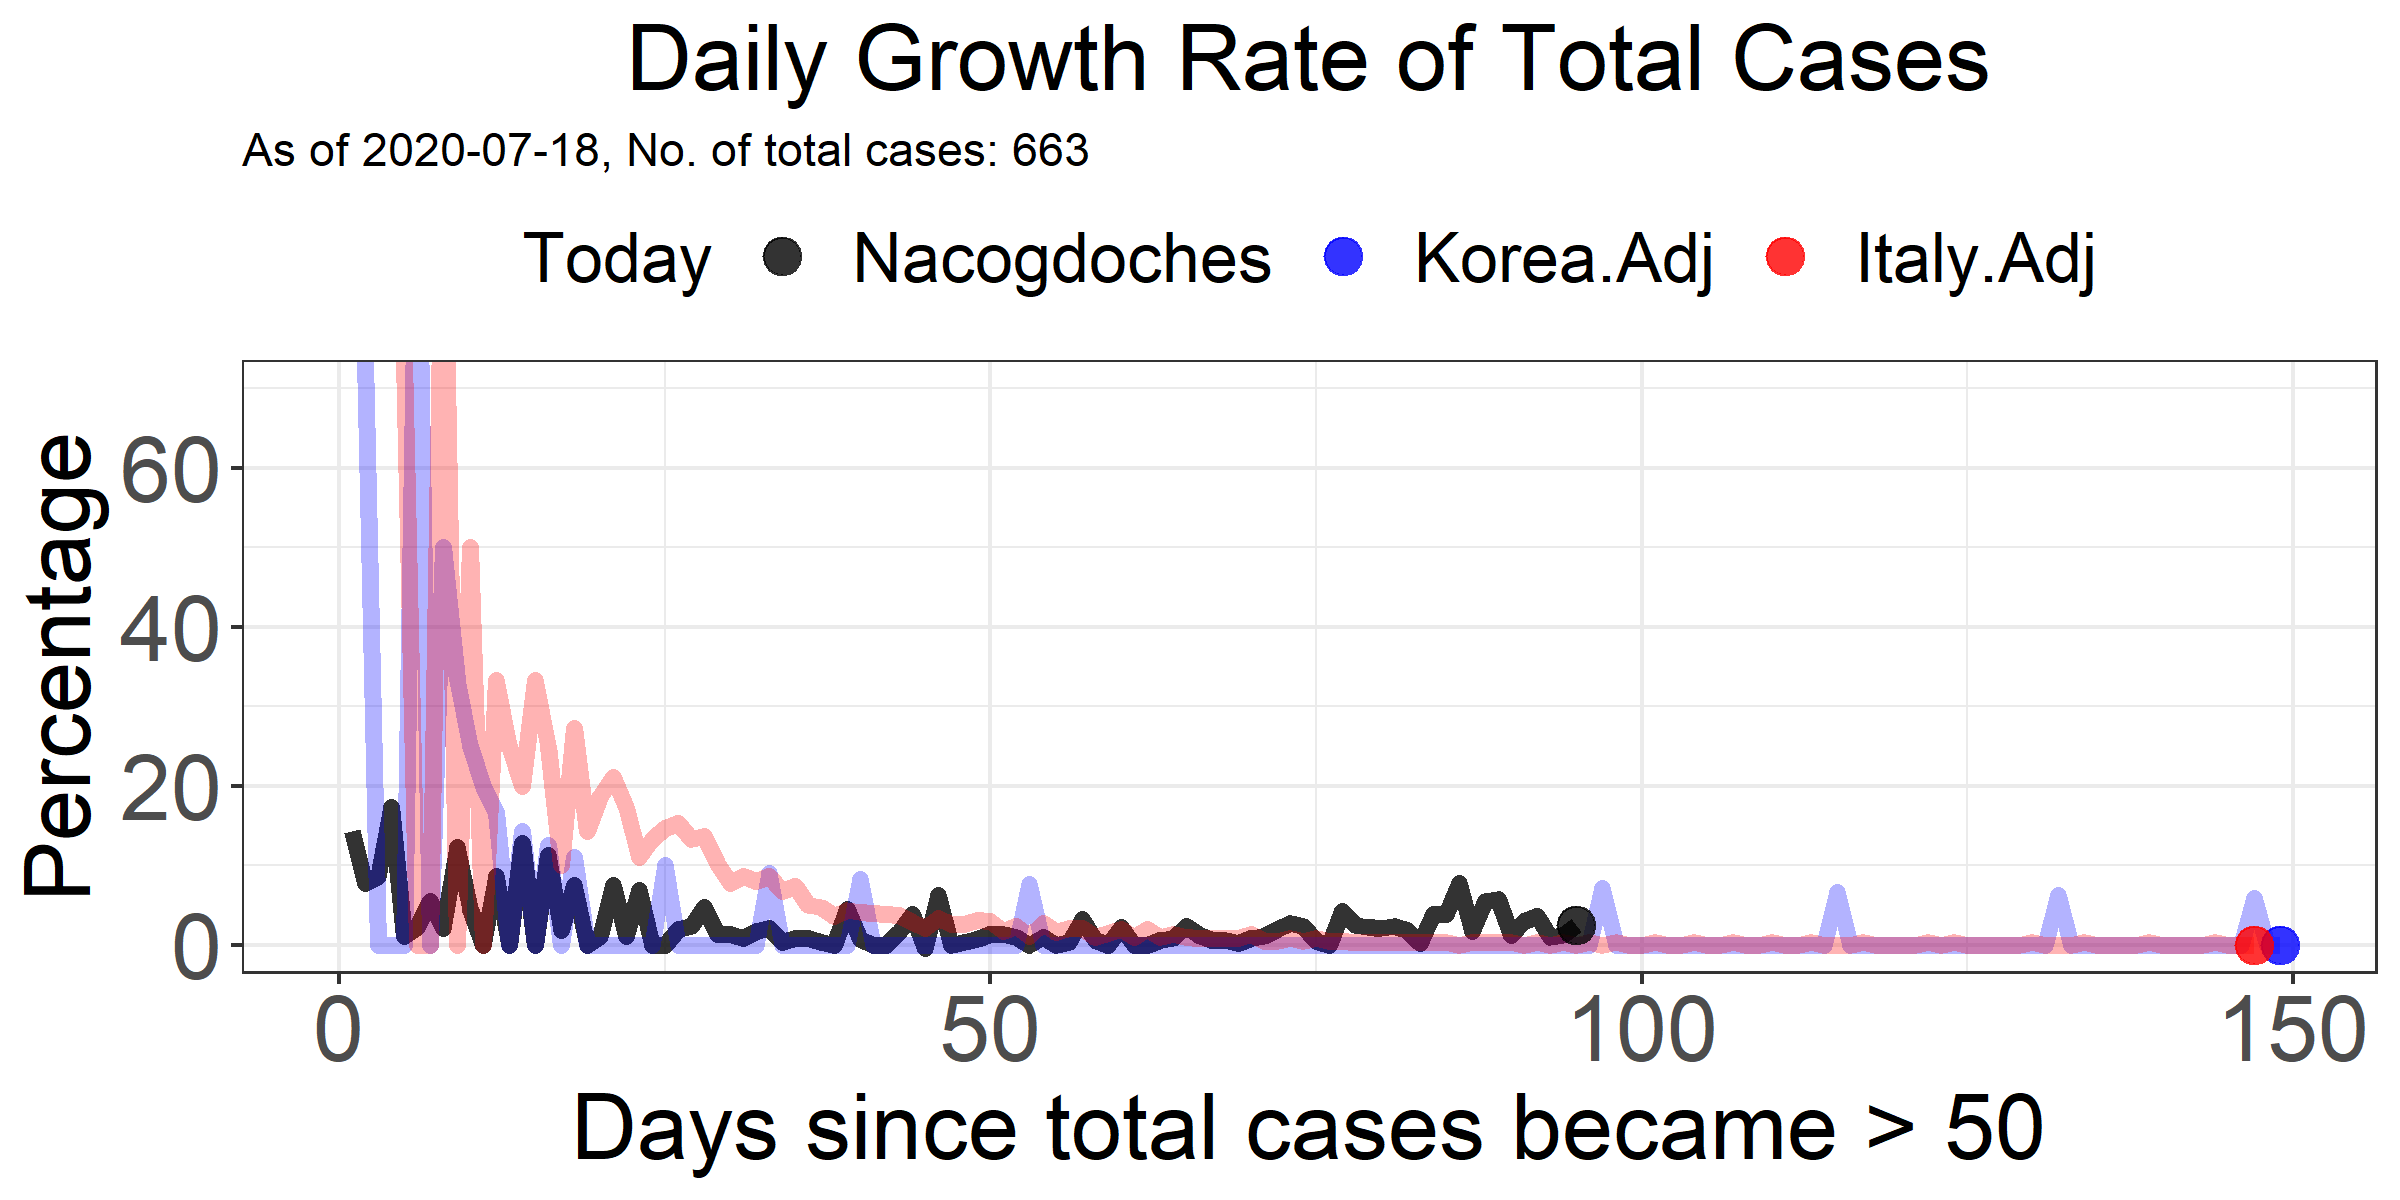 Daily Growth Rate of Total Cases
As of 2020-07-18, No. of total cases: 663
Today Nacogdoches Korea.Adj Italy.Adj
Percentage
60
40
20
0
0 50 100 150
Days since total cases became > 50